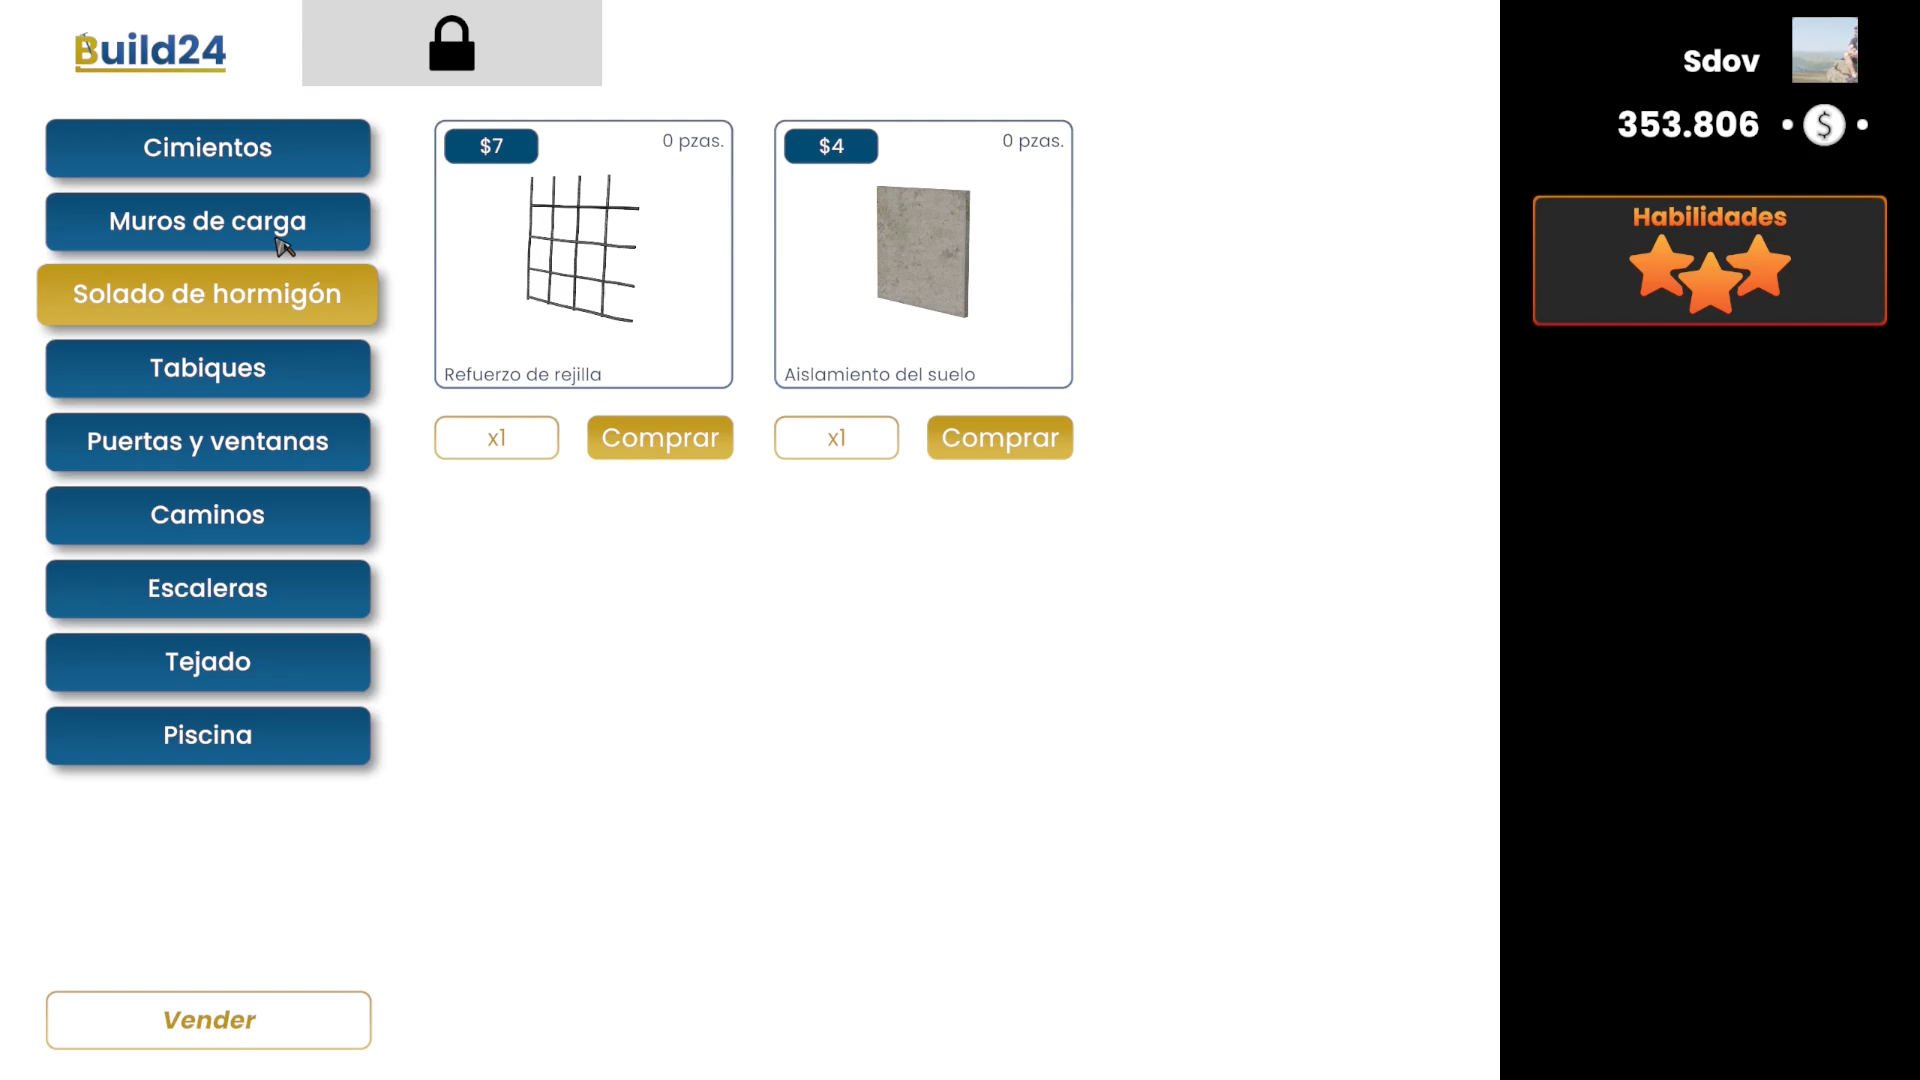 Build24
Sdov
353.806
$
Habilidades
Cimientos
Muros de carga
Solado de hormigón
Tabiques
Puertas y ventanas
Caminos
Escaleras
Tejado
Piscina
Vender
$7
0 pzas.
Refuerzo de rejilla
x1
Comprar
$4
0 pzas.
Aislamiento del suelo
x1
Comprar